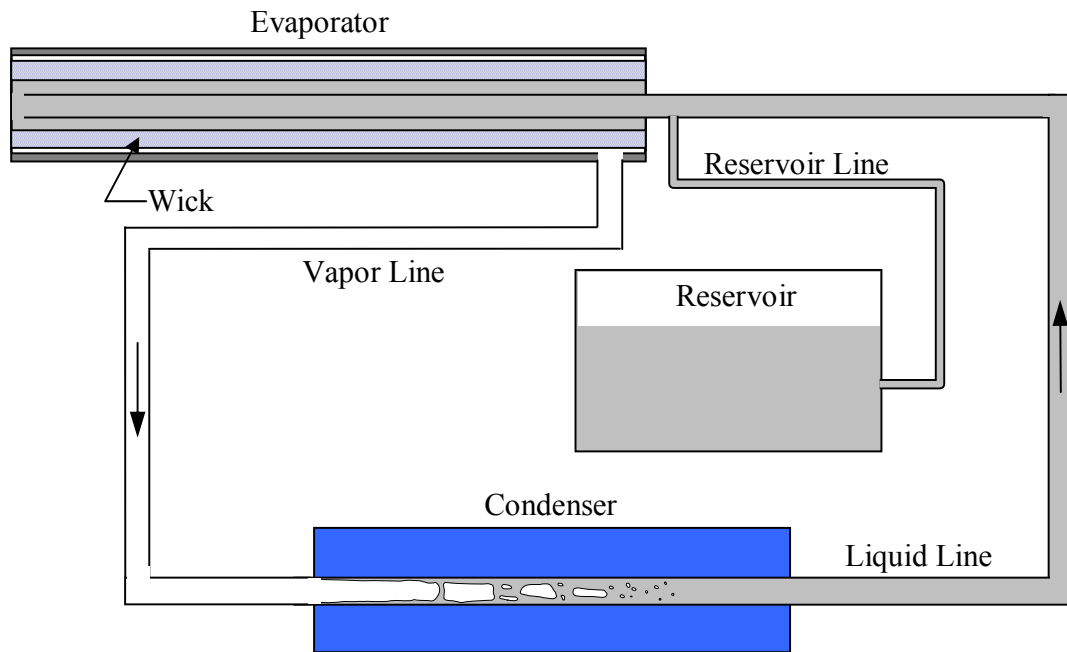 Evaporator
Reservoir Line
Wick
Vapor Line
Reservoir
Condenser
Liquid Line